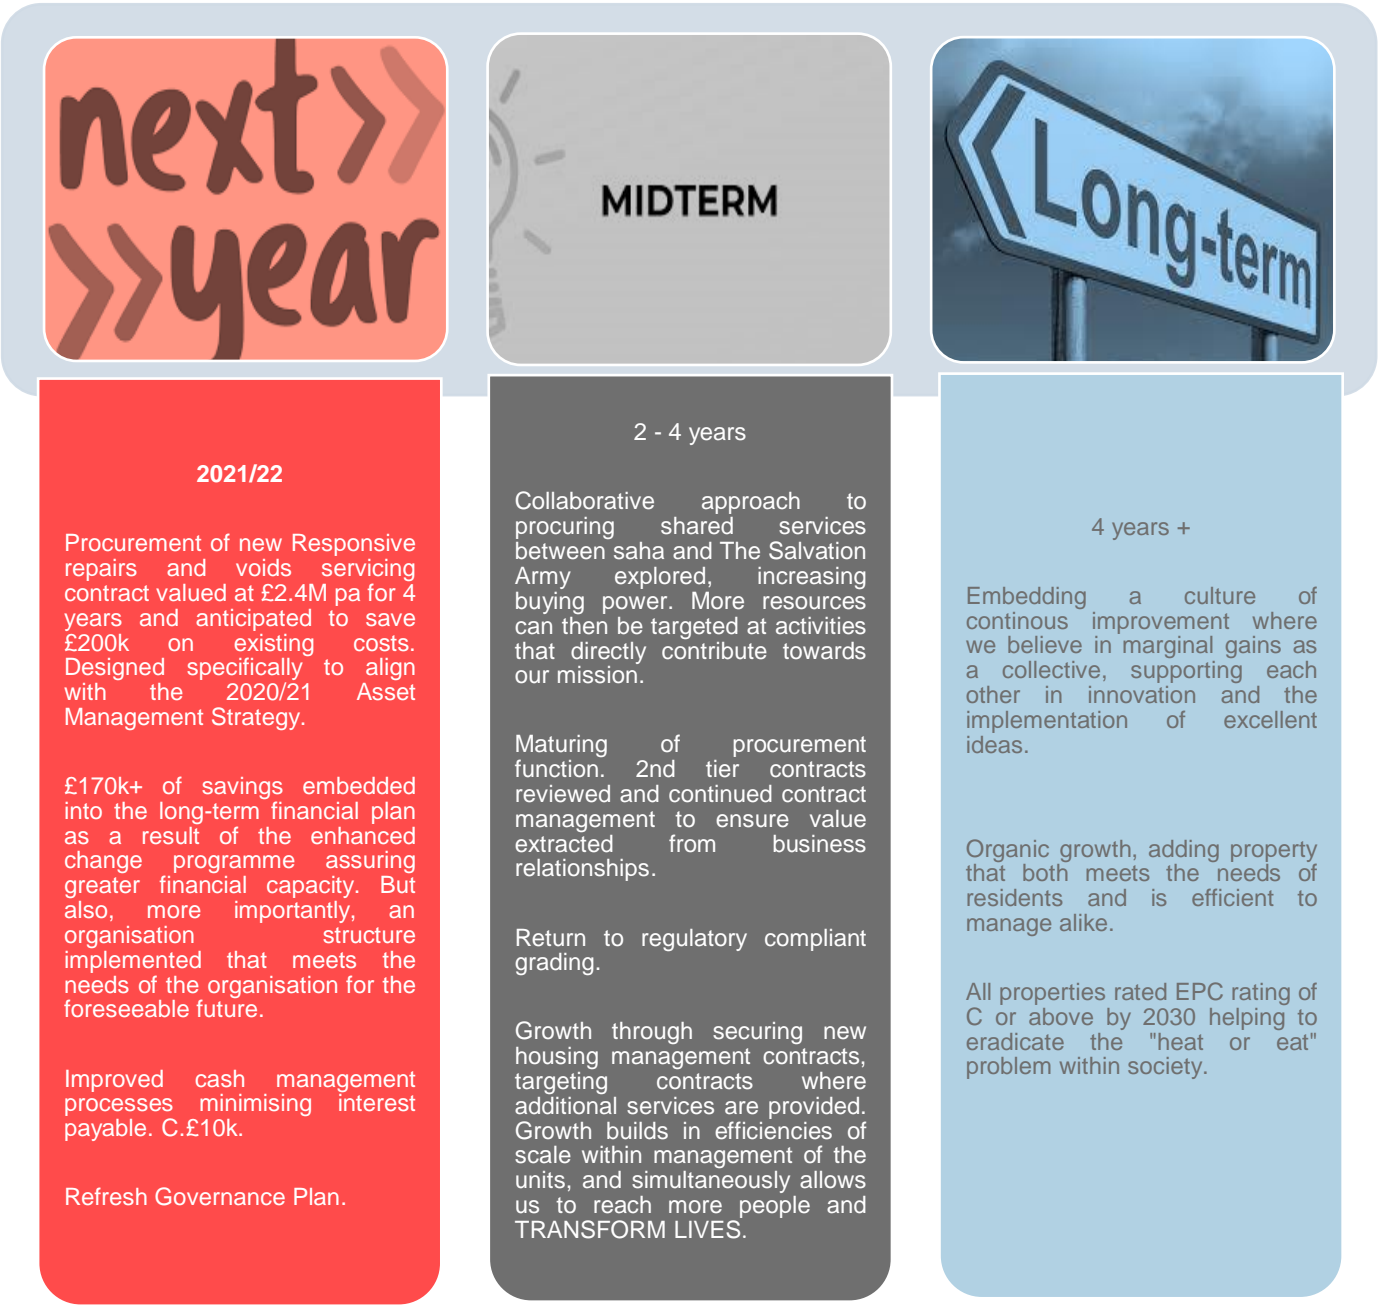 next
year
MIDTERM
Long-term
2021/22
Procurement of new Responsive
repairs and voids servicing
contract valued at £2.4M pa for 4
years and anticipated to save
£200k on existing costs.
Designed specifically to align
with the 2020/21 Asset
Management Strategy.
£170k+ of savings embedded
into the long-term financial plan
as a result of the enhanced
change programme assuring
greater financial capacity. But
also, more importantly, an
organisation structure
implemented that meets the
needs of the organisation for the
foreseeable future.
Improved cash management
processes minimising interest
payable. C.£10k.
Refresh Governance Plan.
2 - 4 years
Collaborative approach to
procuring shared services
between saha and The Salvation
Army explored, increasing
buying power. More resources
can then be targeted at activities
that directly contribute towards
our mission.
Maturing of procurement
function. 2nd tier contracts
reviewed and continued contract
management to ensure value
extracted from business
relationships.
Return to regulatory compliant
grading.
Growth through securing new
housing management contracts,
targeting contracts where
additional services are provided.
Growth builds in efficiencies of
scale within management of the
units, and simultaneously allows
us to reach more people and
TRANSFORM LIVES.
4 years +
Embedding a culture of
continous improvement where
we believe in marginal gains as
a collective, supporting each
other in innovation and the
implementation of excellent
ideas.
Organic growth, adding property
that both meets the needs of
residents and is efficient to
manage alike.
All properties rated EPC rating of
C or above by 2030 helping to
eradicate the "heat or eat"
problem within society.